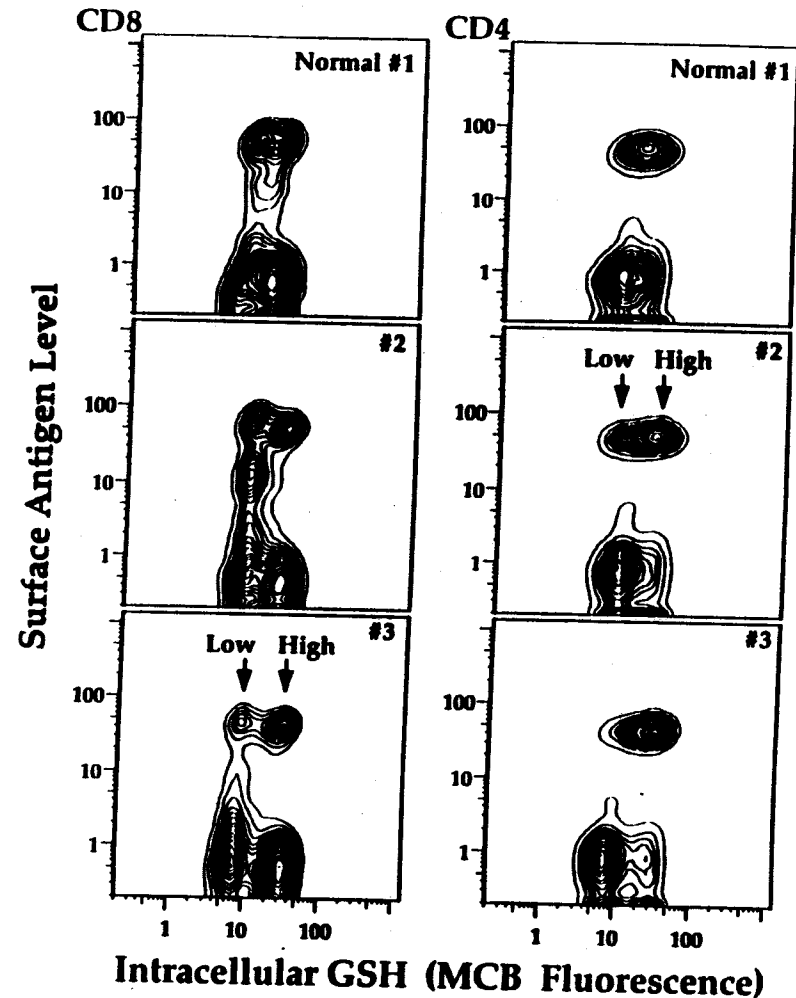 CD8
CD4
Normal #1
Normal #1
100
10
1
100
10
1
#2
Low High #2
100
10
1
100
10
1
Low High #3
#3
100
10
1
100
10
1
1 10 100
1 10 100
Surface Antigen Level
Intracellular GSH (MCB Fluorescence)